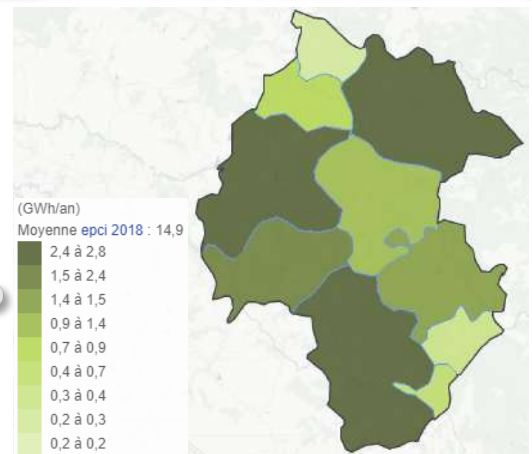 (GWh/an)
Moyenne epci 2018 : 14,9
2,4 à 2,8
1,5 à 2,4
1,4 à 1,5
0,9 à 1,4
0,7 à 0,9
0,4 à 0,7
0,3 à 0,4
0,2 à 0,3
0,2 à 0,2